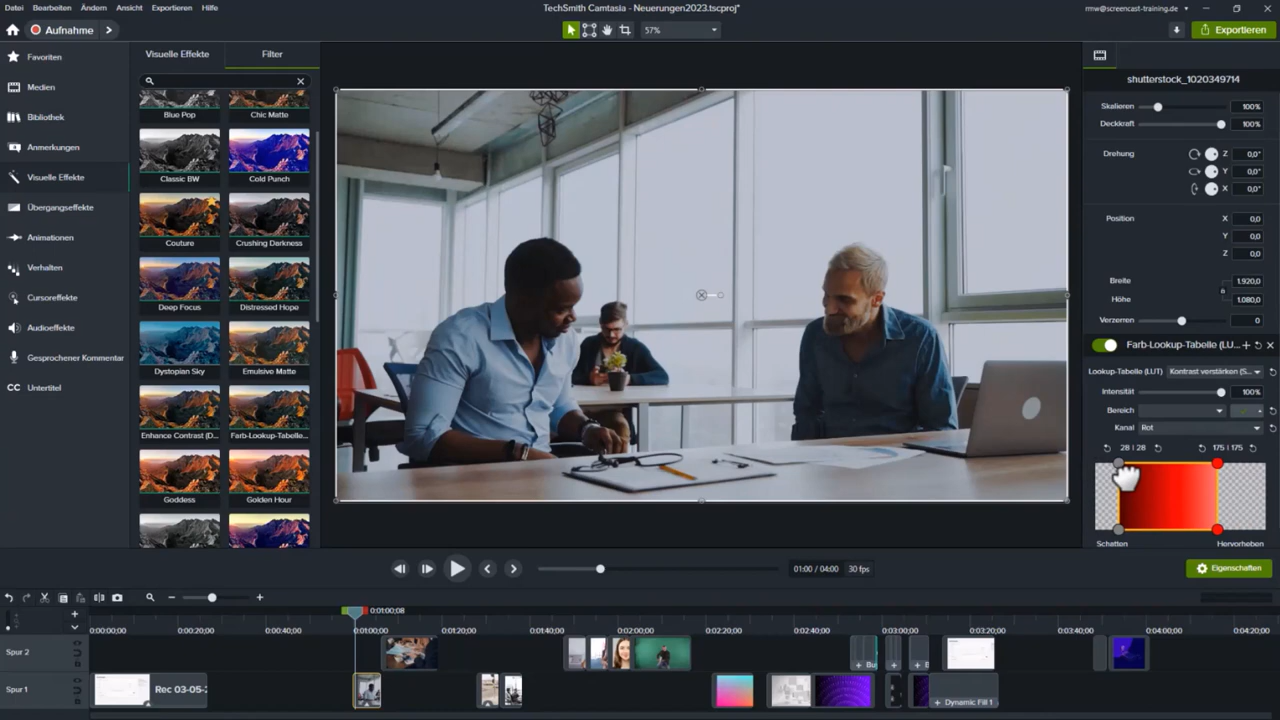 Datei Bearbeiten Ändern Ansicht Exportieren Hilfe
TechSmith Camtasia - Neuerungen2023.tscproj*
rmw@screencast-training.de
Aufnahme
57%
Exportieren
Favoriten
Medien
Bibliothek
Anmerkungen
Visuelle Effekte
Übergangseffekte
Animationen
Verhalten
Cursoreffekte
Audioeffekte
Gesprochener Kommentar
CC Untertitel
Visuelle Effekte Filter
Blue Pop Chic Matte
Classic BW Cold Punch
Couture Crushing Darkness
Deep Focus Distressed Hope
Dystopian Sky Emulsive Matte
Enhance Contrast (D... Farb-Lookup-Tabelle...
Goddess Golden Hour
shutterstock_1020349714
Skalieren 100%
Deckkraft 100%
Drehung Z 0,0°
Y 0,0°
X 0,0°
Position X 0,0
Y 0,0
Z 0,0
Breite 1.920,0
Höhe 1.080,0
Verzerren 0
Farb-Lookup-Tabelle (LU...
Lookup-Tabelle (LUT) Kontrast verstärken (S...
Intensität 100%
Bereich
Kanal Rot
28 | 28 175 | 175
Schatten Hervorheben
01:00 / 04:00 30 fps
Eigenschaften
0:01:00;08
0:00:00;00 0:00:20;00 0:00:40;00 0:01:00;00 0:01:20;00 0:01:40;00 0:02:00;00 0:02:20;00 0:02:40;00 0:03:00;00 0:03:20;00 0:03:40;00 0:04:00;00 0:04:20;00
Spur 2
Spur 1 Rec 03-05-2
+ Dynamic Fill 1